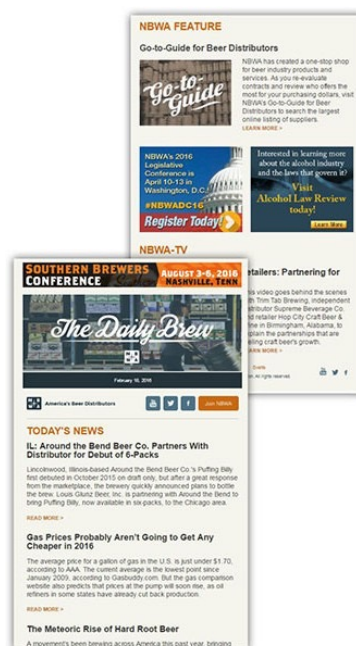 NBWA FEATURE
Go-to-Guide for Beer Distributors
Go-to-
Guide
NBWA has created a one-stop shop
for beer industry products and
services. As you re-evaluate
contracts and review who offers the
most for your purchasing dollars, visit
NBWA's Go-to-Guide for Beer
Distributors to search the largest
online listing of suppliers.
LEARN MORE >
NBWA's 2016
Legislative
Conference is
April 10-13 in
Washington, D.C.!
#NBWADC16
Register Today!
Interested in learning more
about the alcohol industry
and the laws that govern it?
Visit
Alcohol Law Review
today!
Learn More
NBWA-TV
etailers: Partnering for
is video goes behind the scenes
th Trim Tab Brewing, independent
stributor Supreme Beverage Co.
d retailer Hop City Craft Beer &
ine in Birmingham, Alabama, to
plain the partnerships that are
eling craft beer's growth.
ARN MORE >
SOUTHERN BREWERS
CONFERENCE
AUGUST 3-6, 2016
NASHVILLE, TENN
The Daily Brew
February 18, 2016
America's Beer Distributors
Join NBWA
TODAY'S NEWS
IL: Around the Bend Beer Co. Partners With
Distributor for Debut of 6-Packs
Lincolnwood, Illinois-based Around the Bend Beer Co.'s Puffing Billy
first debuted in October 2015 on draft only, but after a great response
from the marketplace, the brewery quickly announced plans to bottle
the brew. Louis Glunz Beer, Inc. is partnering with Around the Bend to
bring Puffing Billy, now available in six-packs, to the Chicago area.
READ MORE >
Gas Prices Probably Aren't Going to Get Any
Cheaper in 2016
The average price for a gallon of gas in the U.S. is just under $1.70,
according to AAA. The current average is the lowest point since
January 2009, according to Gasbuddy.com. But the gas comparison
website also predicts that prices at the pump will soon rise, as oil
refiners in some states have already cut back production.
READ MORE >
The Meteoric Rise of Hard Root Beer
A movement's been brewing across America this past year, bringing